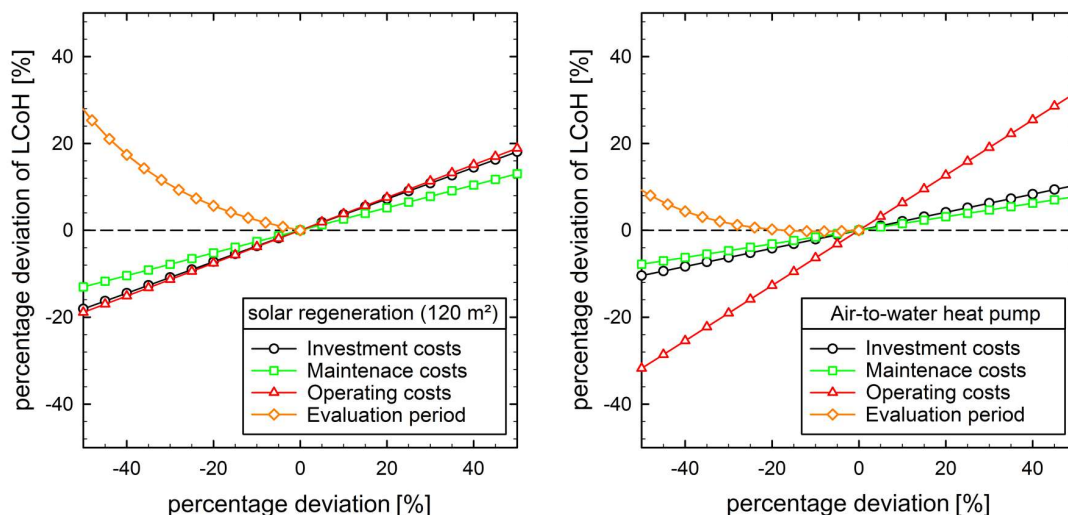 percentage deviation of LCoH [%]
40
20
0
-20
-40
solar regeneration (120 m²)
Investment costs
Maintenace costs
Operating costs
Evaluation period
-40 -20 0 20 40
percentage deviation [%]
percentage deviation of LCoH [%]
40
20
0
-20
-40
Air-to-water heat pump
Investment costs
Maintenace costs
Operating costs
Evaluation period
-40 -20 0 20 40
percentage deviation [%]